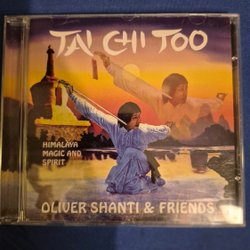 TAI CHI TOO
HIMALAYA
MAGIC AND
SPIRIT
OLIVER SHANTI & FRIENDS